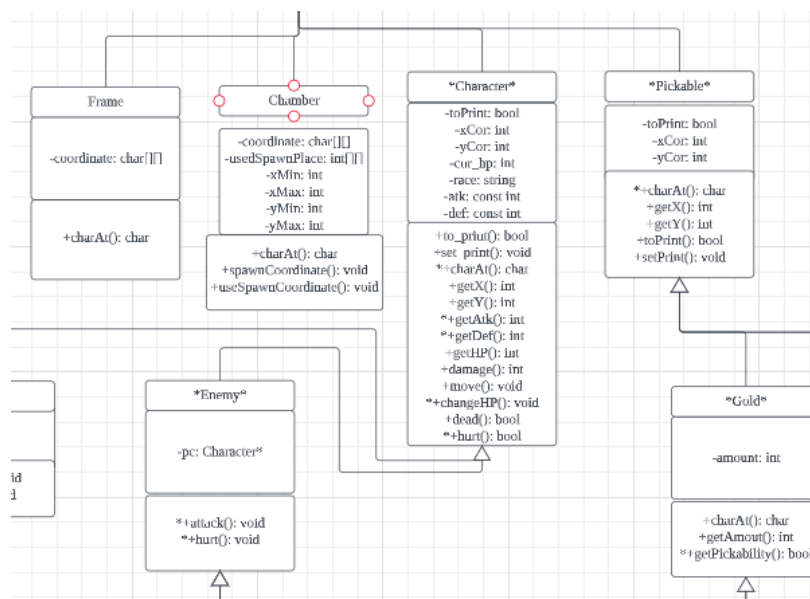 Frame
-coordinate: char[][]
+charAt(): char
Chamber
-coordinate: char[][]
-usedSpawnPlace: int[][]
-xMin: int
-xMax: int
-yMin: int
-yMax: int
+charAt(): char
+spawnCoordinate(): void
+useSpawnCoordinate(): void
*Character*
-toPrint: bool
-xCor: int
-yCor: int
-cur_hp: int
-race: string
-atk: const int
-def: const int
+to_print(): bool
+set_print(): void
*+charAt(): char
+getX(): int
+getY(): int
*+getAtk(): int
*+getDef(): int
+getHP(): int
+damage(): int
+move(): void
*+changeHP(): void
+dead(): bool
*+hurt(): bool
*Pickable*
-toPrint: bool
-xCor: int
-yCor: int
*+charAt(): char
+getX(): int
+getY(): int
+toPrint(): bool
+setPrint(): void
*Enemy*
-pc: Character*
*+attack(): void
*+hurt(): void
*Gold*
-amount: int
+charAt(): char
+getAmout(): int
*+getPickability(): bool